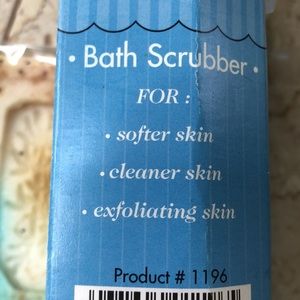 • Bath Scrubber •
FOR :
• softer skin
• cleaner skin
• exfoliating skin
Product # 1196